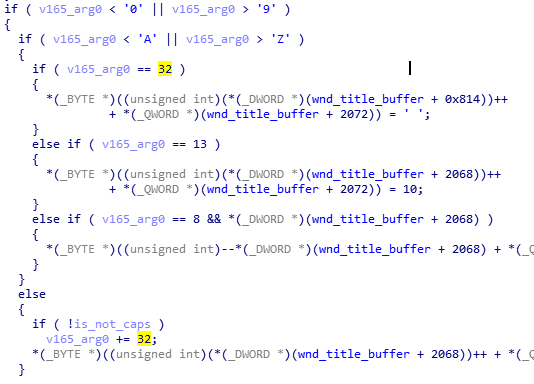 if ( v165_arg0 < '0' || v165_arg0 > '9' )
{
  if ( v165_arg0 < 'A' || v165_arg0 > 'Z' )
  {
    if ( v165_arg0 == 32 )
    {
      *(_BYTE *)((unsigned int)(*(_DWORD *)(wnd_title_buffer + 0x814))++
              + *(_QWORD *)(wnd_title_buffer + 2072)) = ' ';
    }
    else if ( v165_arg0 == 13 )
    {
      *(_BYTE *)((unsigned int)(*(_DWORD *)(wnd_title_buffer + 2068))++
              + *(_QWORD *)(wnd_title_buffer + 2072)) = 10;
    }
    else if ( v165_arg0 == 8 && *(_DWORD *)(wnd_title_buffer + 2068) )
    {
      *(_BYTE *)((unsigned int)--*(_DWORD *)(wnd_title_buffer + 2068) + *(_Q
    }
  }
  else
  {
    if ( !is_not_caps )
      v165_arg0 += 32;
    *(_BYTE *)((unsigned int)(*(_DWORD *)(wnd_title_buffer + 2068))++ + *(_Q
  }